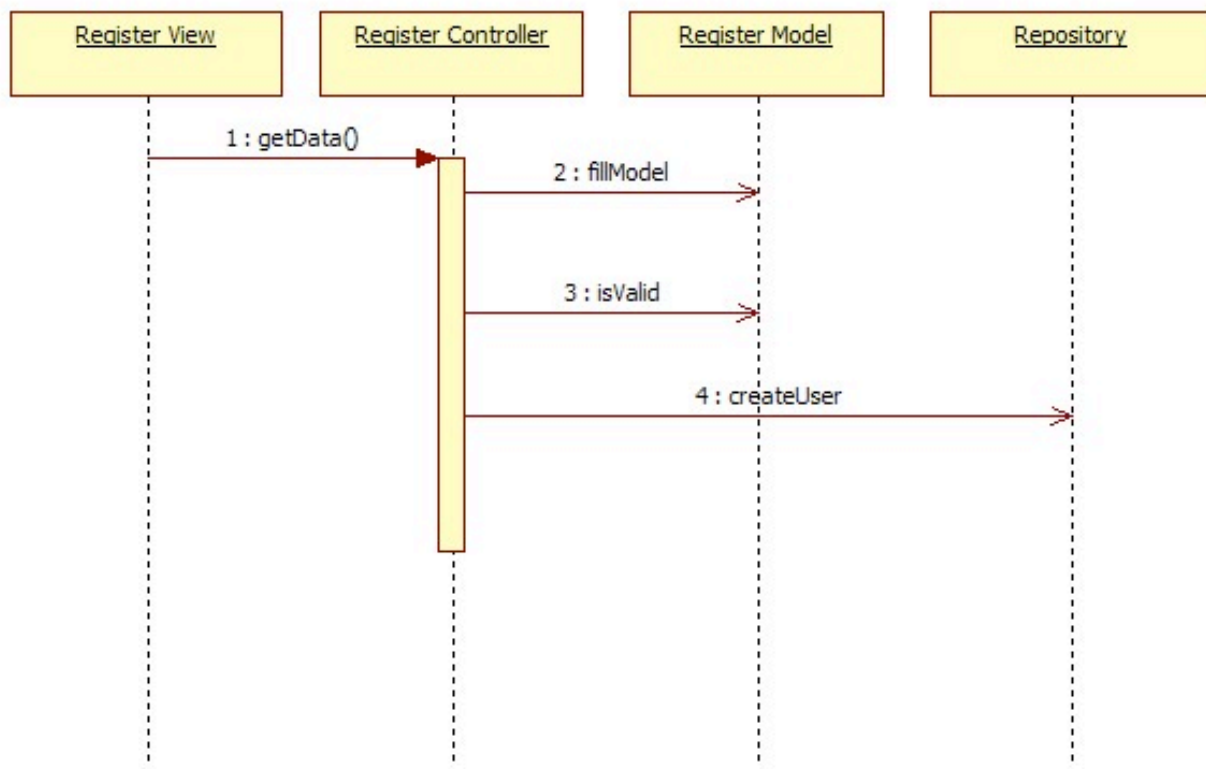 Register View
Register Controller
Register Model
Repository
1 : getData()
2 : fillModel
3 : isValid
4 : createUser